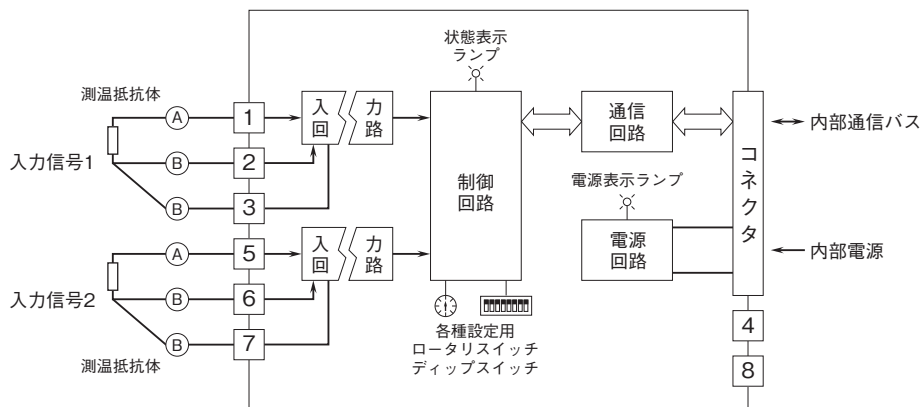 状態表示
ランプ
測温抵抗体
入力信号1
A
B
B
1
2
3
入 力
回 路
制御
回路
通信
回路
コネクタ
内部通信バス
電源表示ランプ
電源
回路
内部電源
入力信号2
A
B
B
5
6
7
入 力
回 路
測温抵抗体
各種設定用
ロータリスイッチ
ディップスイッチ
4
8